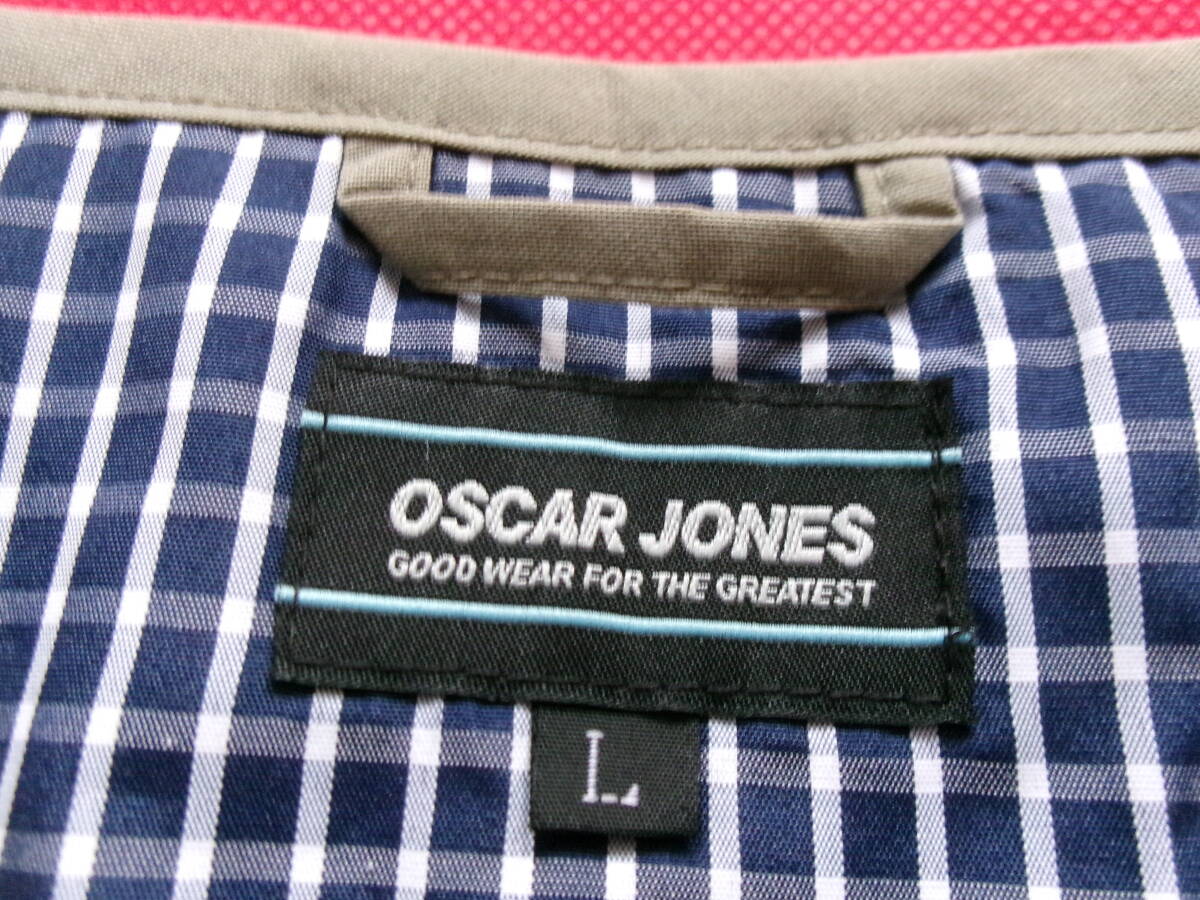 OSCAR JONES
GOOD WEAR FOR THE GREATEST
L